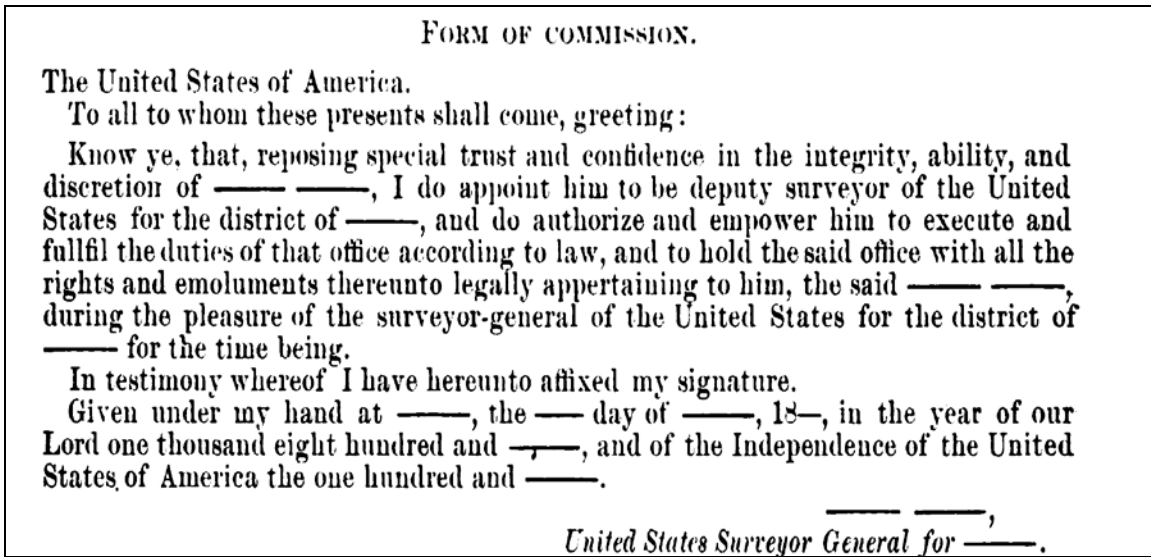 FORM OF COMMISSION.
The United States of America.
To all to whom these presents shall come, greeting:
Know ye, that, reposing special trust and confidence in the integrity, ability, and
discretion of —— ——, I do appoint him to be deputy surveyor of the United
States for the district of ——, and do authorize and empower him to execute and
fullfil the duties of that office according to law, and to hold the said office with all the
rights and emoluments thereunto legally appertaining to him, the said —— ——,
during the pleasure of the surveyor-general of the United States for the district of
—— for the time being.
In testimony whereof I have hereunto affixed my signature.
Given under my hand at ——, the — day of ——, 18–, in the year of our
Lord one thousand eight hundred and ——, and of the Independence of the United
States of America the one hundred and ——.
—— ——,
United States Surveyor General for ——.